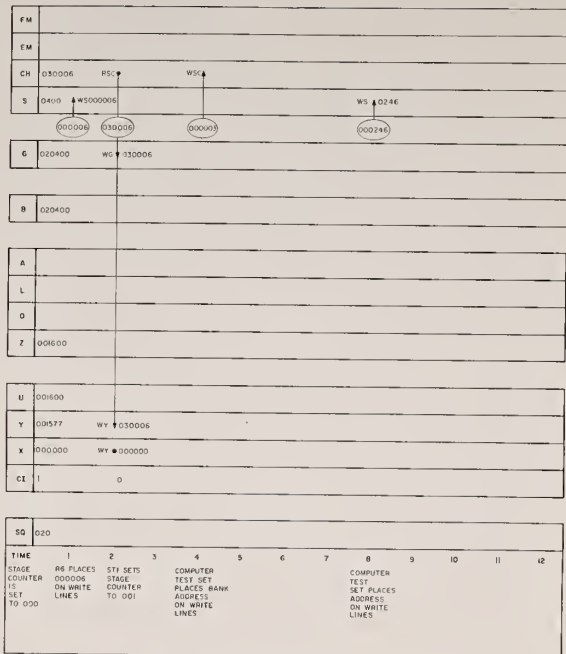 FM
EM
CH 030006 RSC WSC
S 0400 WS000006 WS 0246
000006 030006 000003 000246
G 020400 WG 030006
B 020400
A
L
Q
Z 001600
U 001600
Y 001577 WY 030006
X 000000 WY 000000
CI 1 0
SQ 020
TIME 1 2 3 4 5 6 7 8 9 10 11 12
STAGE COUNTER IS SET TO 000
R6 PLACES 000006 ON WRITE LINES
STF SETS STAGE COUNTER TO 001
COMPUTER TEST SET PLACES BANK ADDRESS ON WRITE LINES
COMPUTER TEST SET PLACES ADDRESS ON WRITE LINES